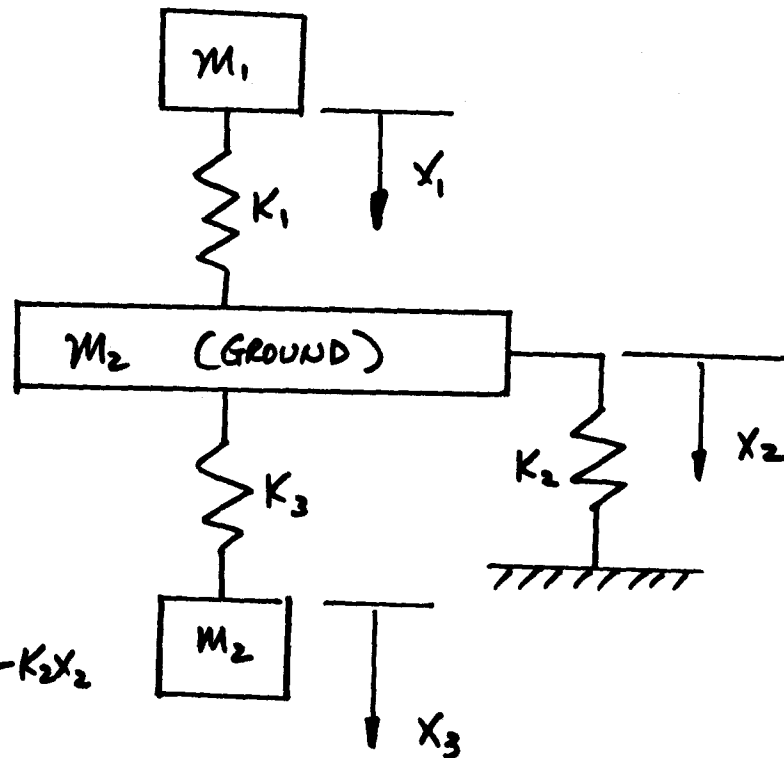 m₁
x₁
K₁
m₂ (GROUND)
x₂
K₂
K₃
m₂
-K₂x₂
x₃